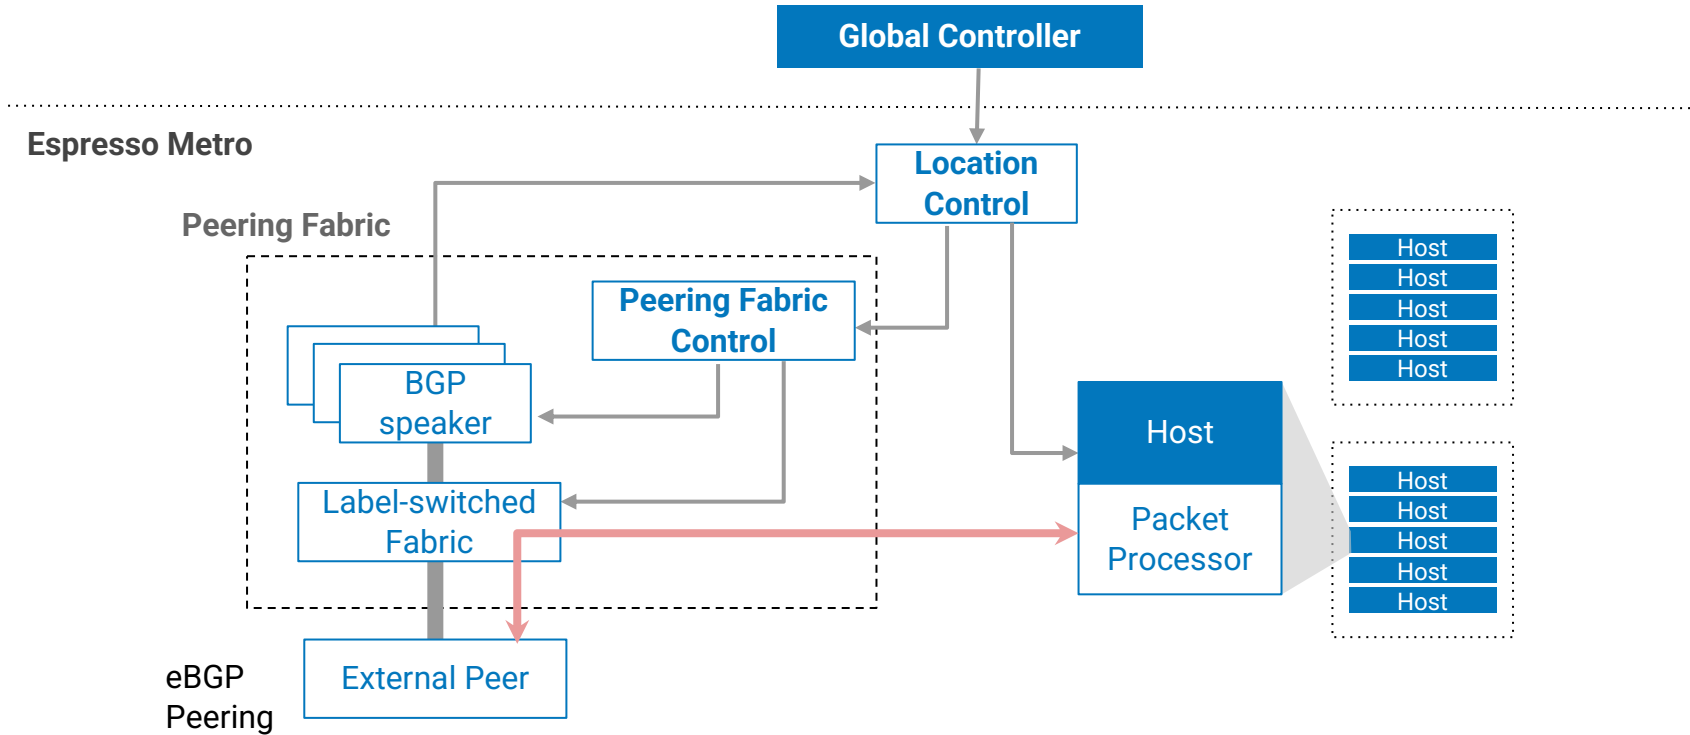 Global Controller
Espresso Metro
Location
Control
Peering Fabric
Peering Fabric
Control
BGP
speaker
Label-switched
Fabric
External Peer
eBGP
Peering
Host
Packet
Processor
Host
Host
Host
Host
Host
Host
Host
Host
Host
Host